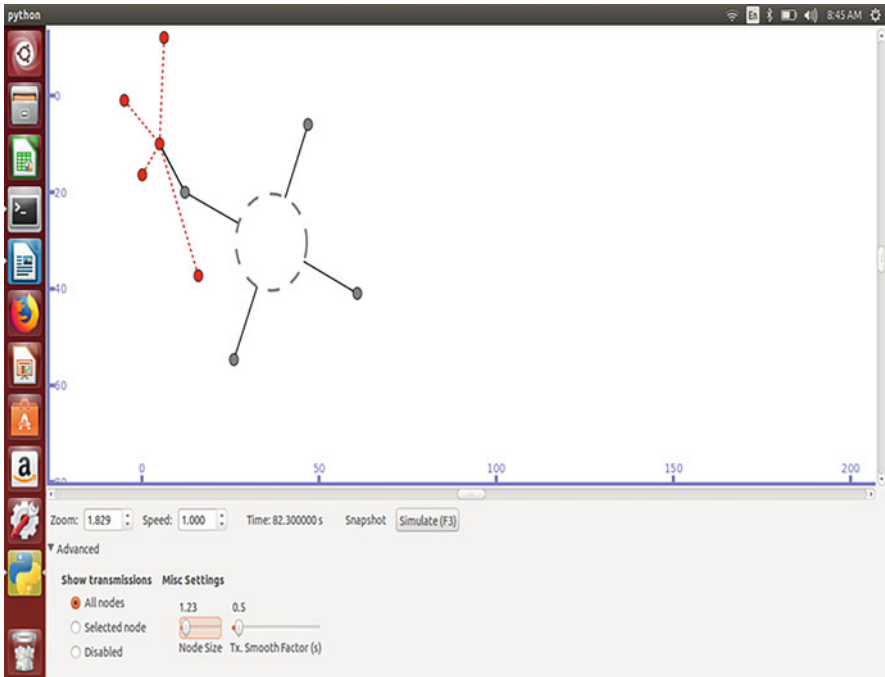 python
En
8:45 AM
0
20
40
60
80
0 50 100 150 200
Zoom: 1.829 Speed: 1.000 Time: 82.300000 s Snapshot Simulate (F3)
Advanced
Show transmissions Misc Settings
All nodes 1.23 0.5
Selected node
Disabled Node Size Tx. Smooth Factor (s)